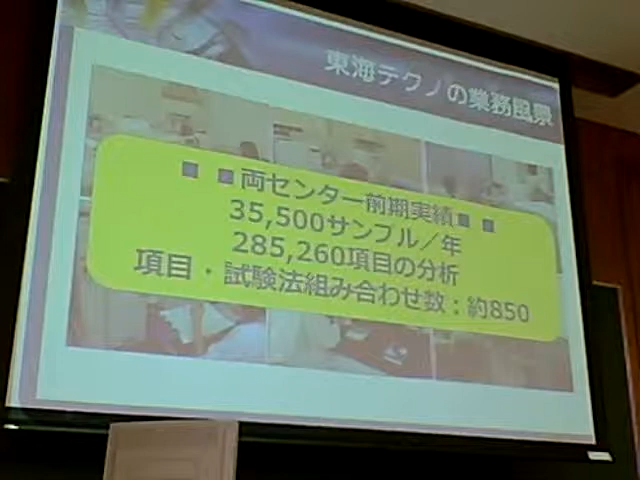 東海テクノの業務風景
■ ■両センター前期実績■ ■
35,500サンプル／年
285,260項目の分析
項目・試験法組み合わせ数：約850